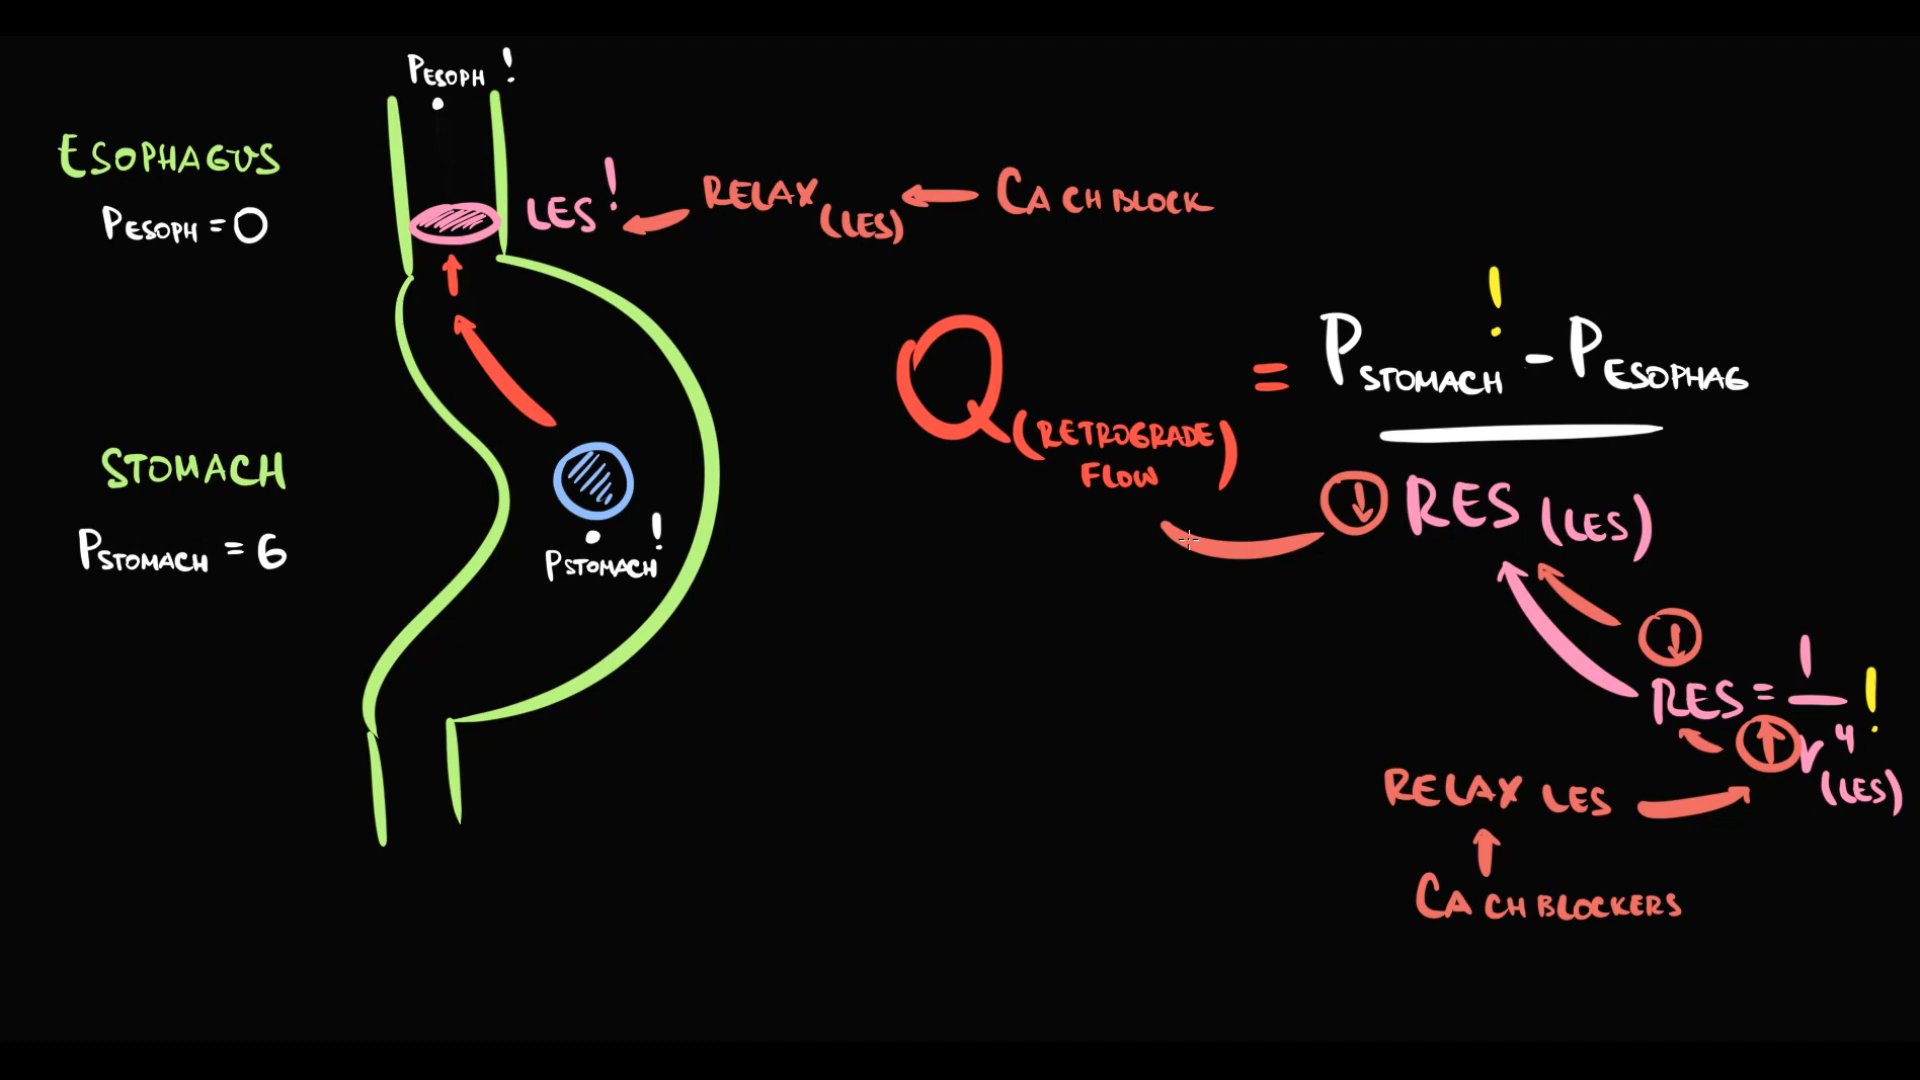 PESOPH !
ESOPHAGUS
PESOPH = 0
LES !
RELAX (LES)
CA CH BLOCK
STOMACH
PSTOMACH = 6
PSTOMACH !
Q (RETROGRADE FLOW) = PSTOMACH ! - PESOPHAG
↓ RES (LES)
↓
RES = 1 !
↑ r4 (LES)
RELAX LES
CA CH BLOCKERS